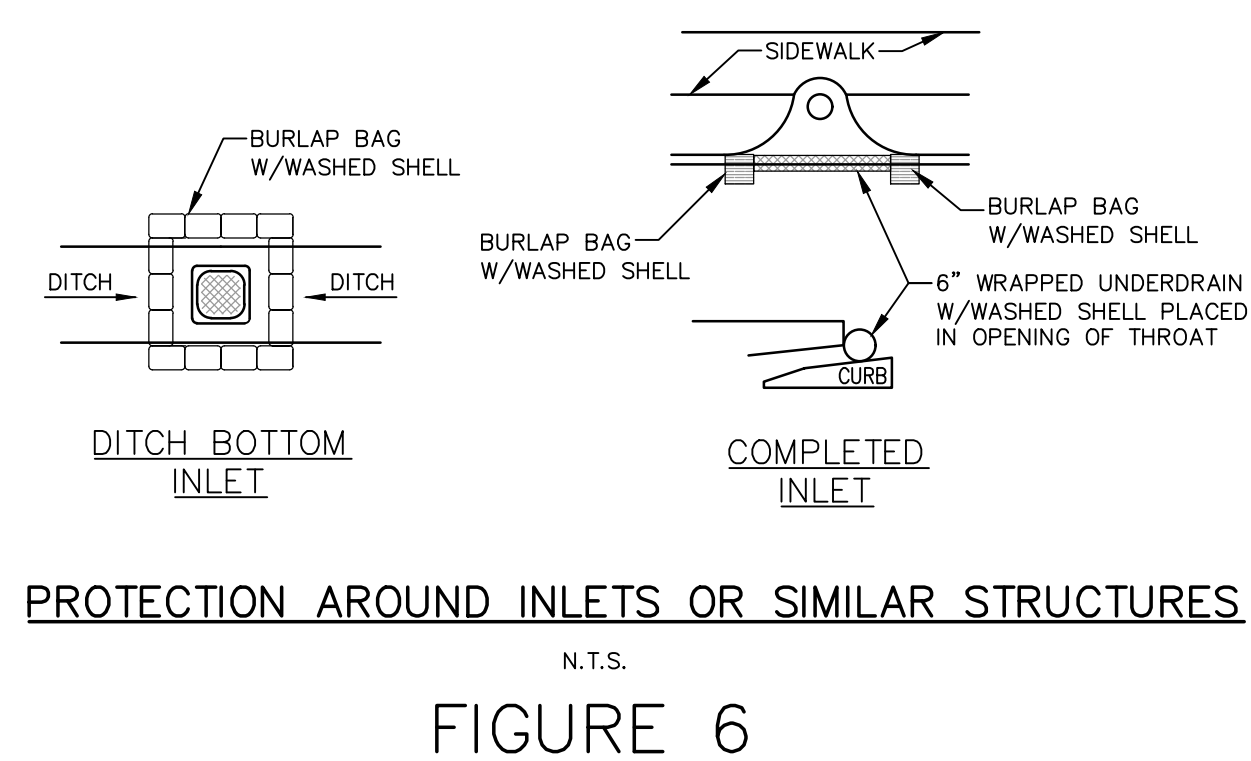 SIDEWALK
BURLAP BAG
W/WASHED SHELL
DITCH
DITCH
BURLAP BAG
W/WASHED SHELL
BURLAP BAG
W/WASHED SHELL
6" WRAPPED UNDERDRAIN
W/WASHED SHELL PLACED
IN OPENING OF THROAT
CURB
DITCH BOTTOM
INLET
COMPLETED
INLET
PROTECTION AROUND INLETS OR SIMILAR STRUCTURES
N.T.S.
FIGURE 6